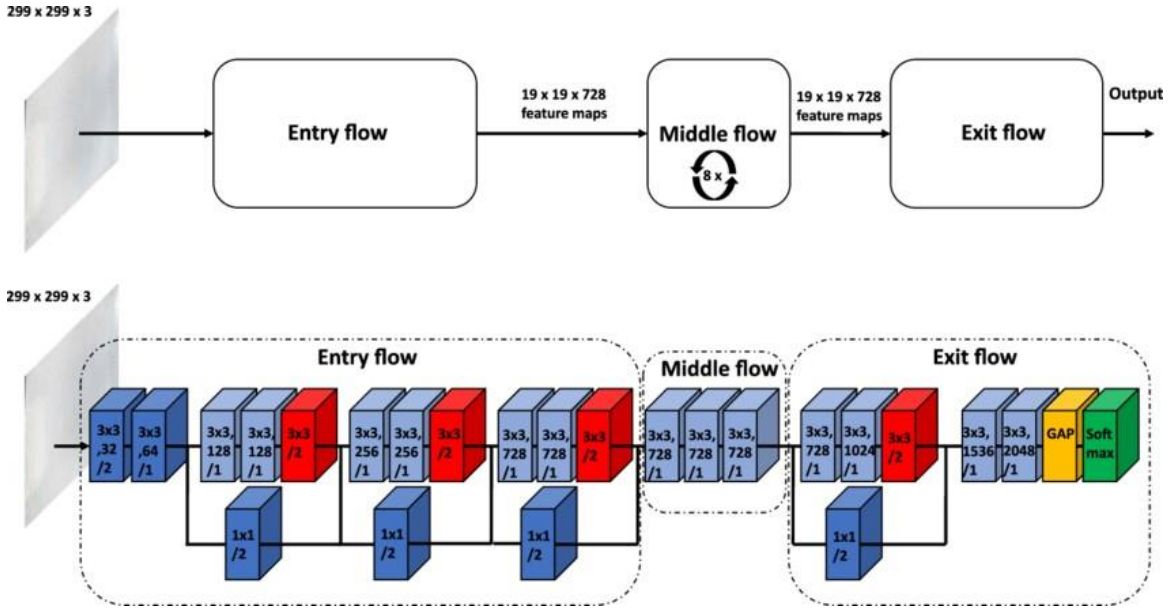 299 x 299 x 3
Entry flow
19 x 19 x 728
feature maps
Middle flow
8 x
19 x 19 x 728
feature maps
Exit flow
Output
299 x 299 x 3
Entry flow
Middle flow
Exit flow
3x3
,32
/2
3x3
,64
/1
3x3,
128
/1
3x3,
128
/1
3x3
/2
3x3,
256
/1
3x3,
256
/1
3x3
/2
3x3,
728
/1
3x3,
728
/1
3x3
/2
3x3,
728
/1
3x3,
728
/1
3x3,
728
/1
3x3,
728
/1
3x3,
1024
/1
3x3
/2
3x3,
1536
/1
3x3,
2048
/1
GAP
Soft
max
1x1
/2
1x1
/2
1x1
/2
1x1
/2